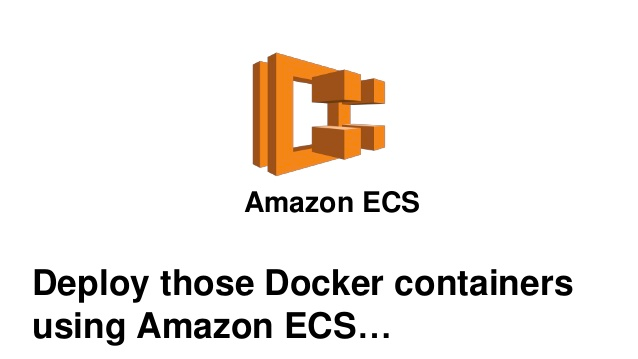 Amazon ECS
Deploy those Docker containers
using Amazon ECS…